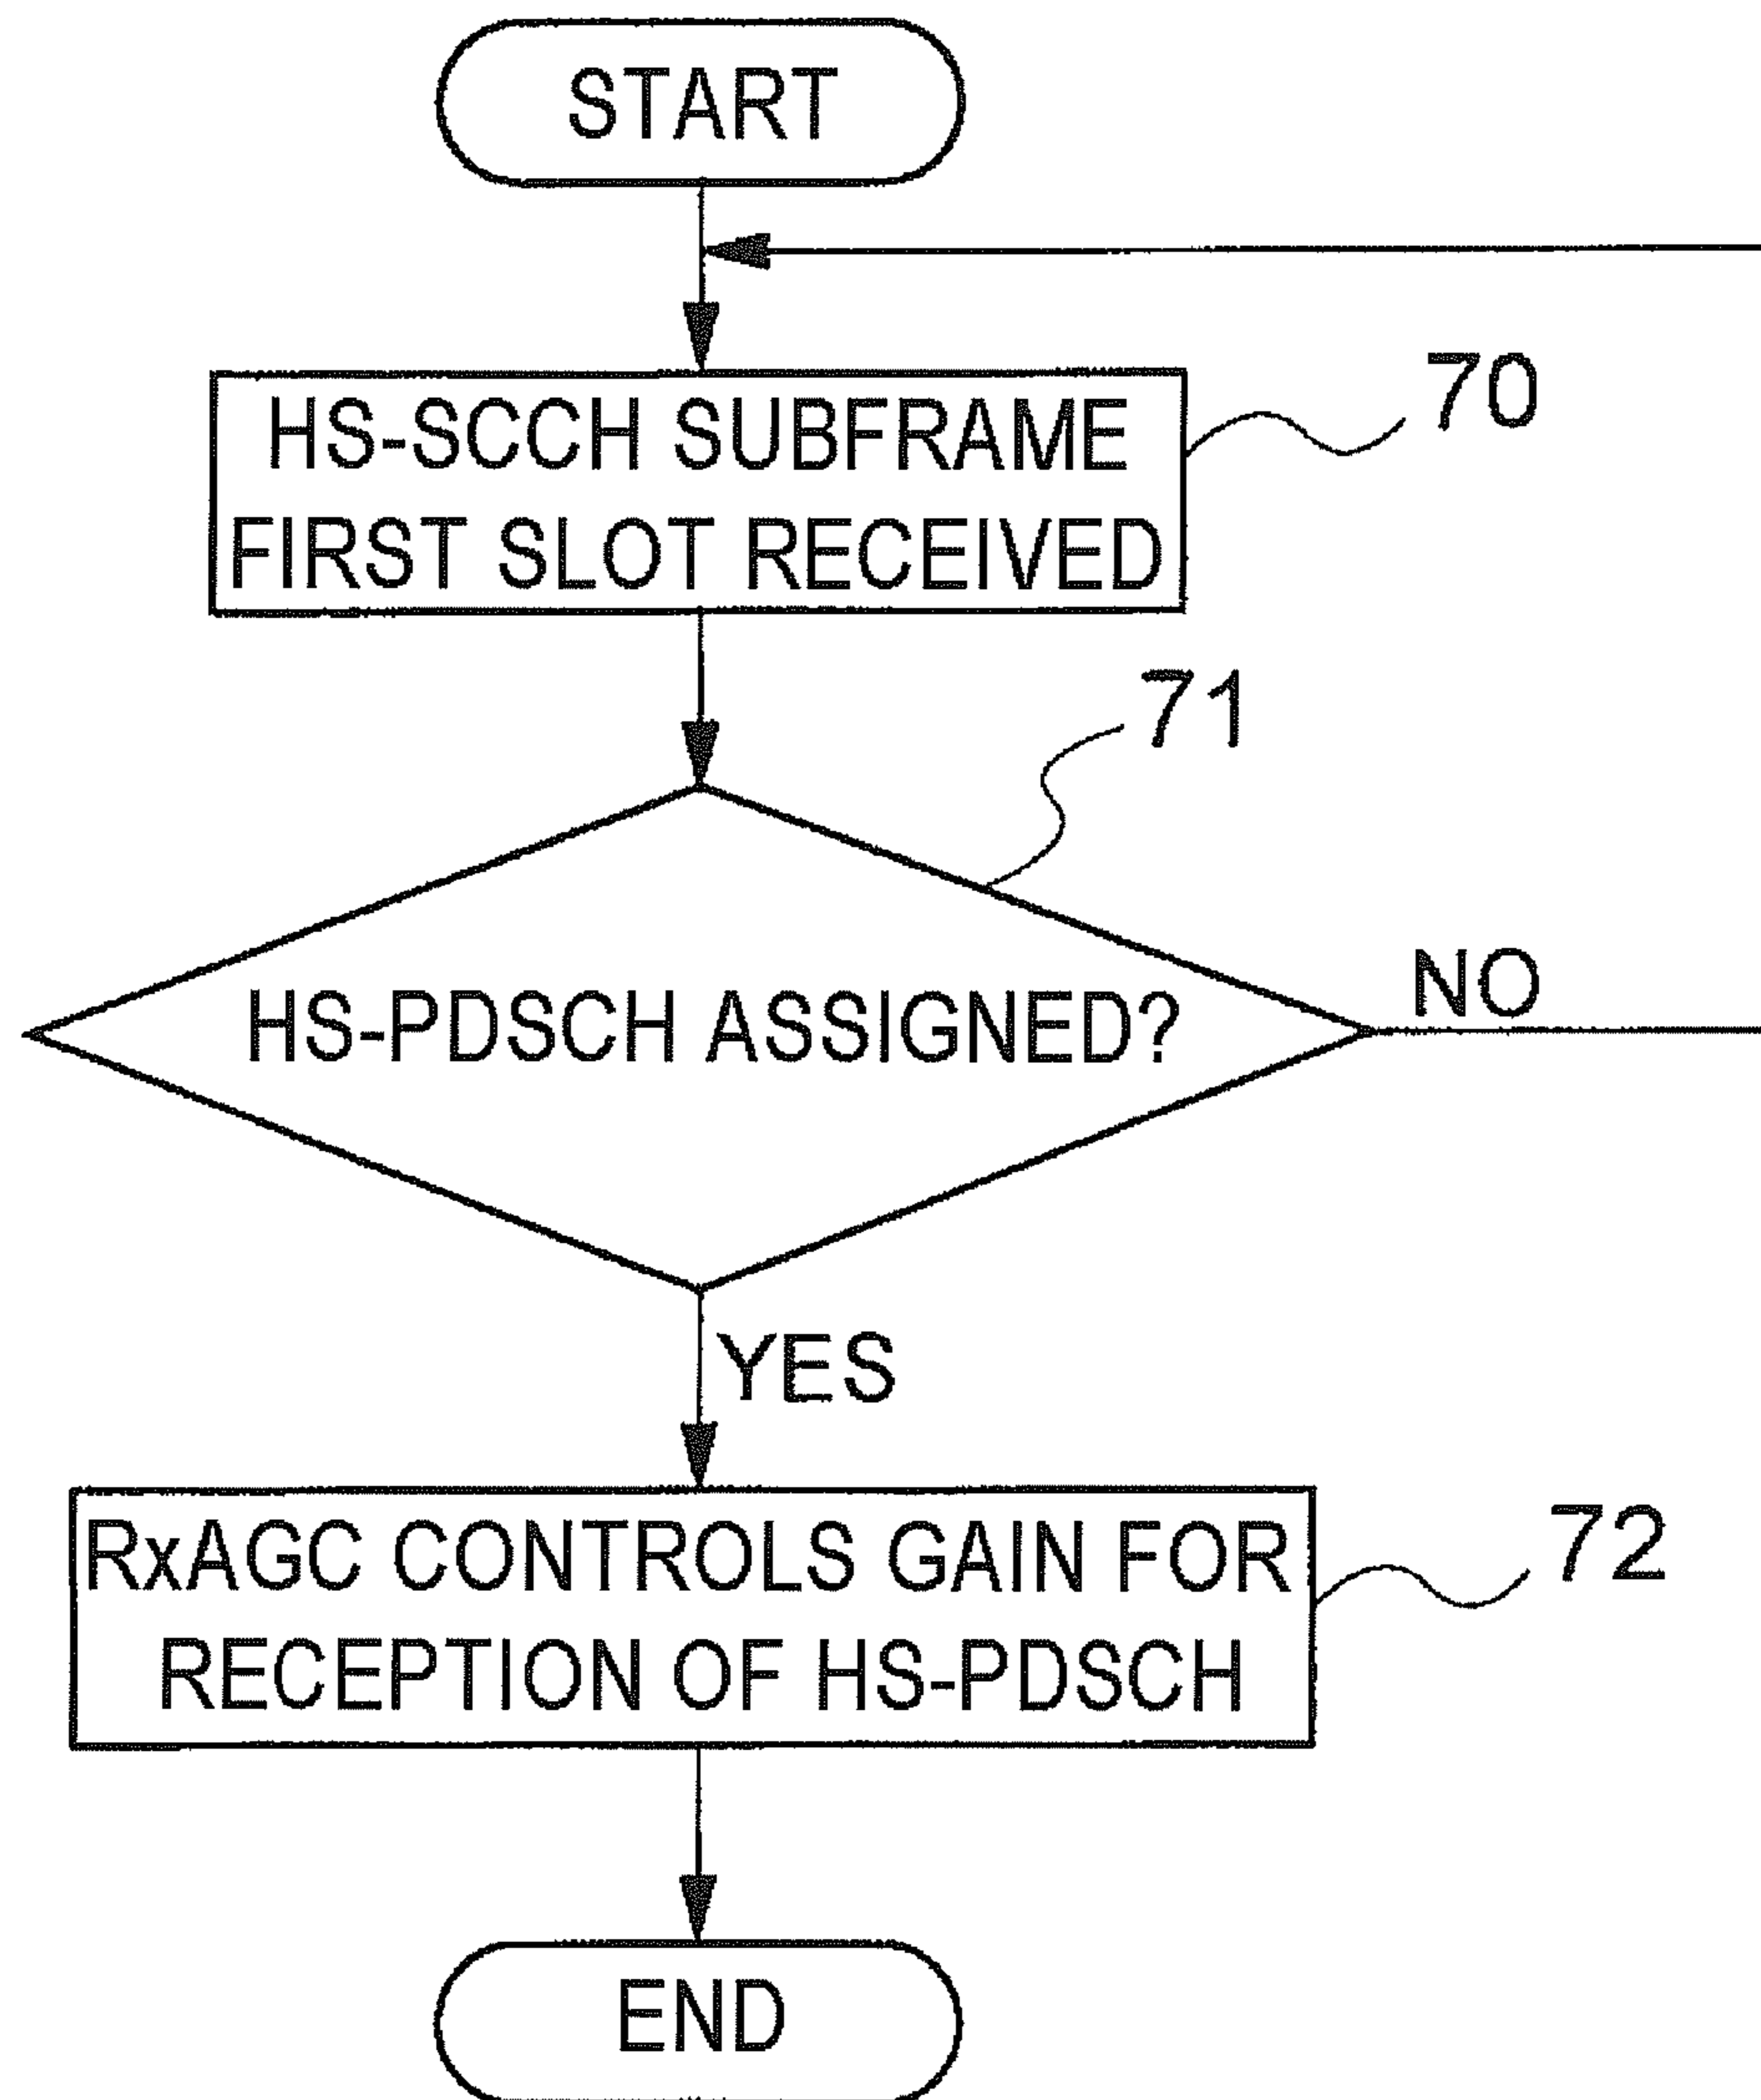 START
HS-SCCH SUBFRAME
FIRST SLOT RECEIVED
70
71
HS-PDSCH ASSIGNED?
NO
YES
RxAGC CONTROLS GAIN FOR
RECEPTION OF HS-PDSCH
72
END